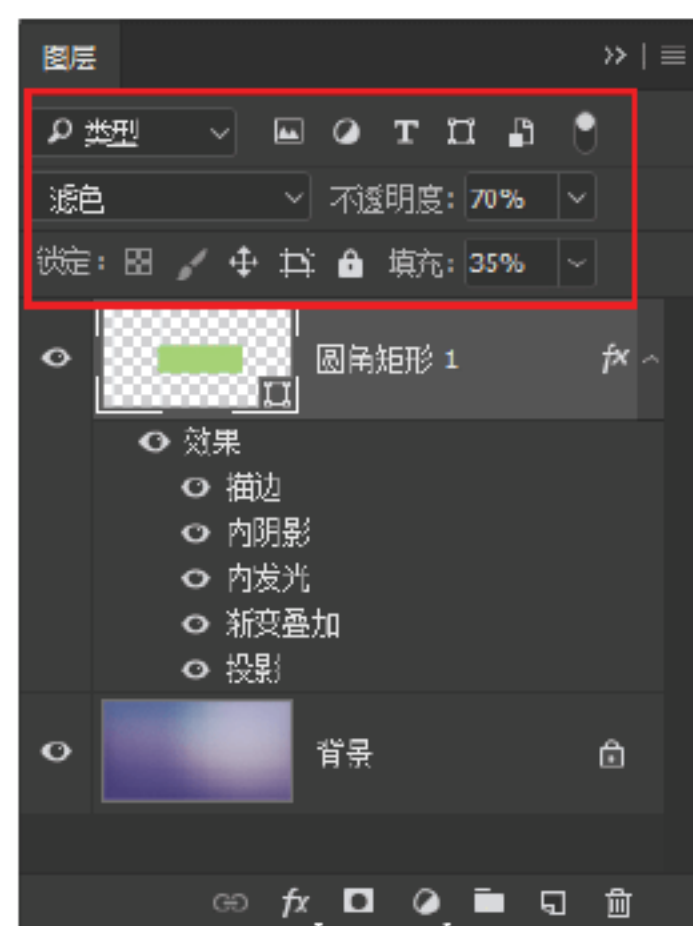 图层
类型
滤色 不透明度: 70%
锁定: 填充: 35%
圆角矩形 1 fx
效果
描边
内阴影
内发光
渐变叠加
投影
背景
fx